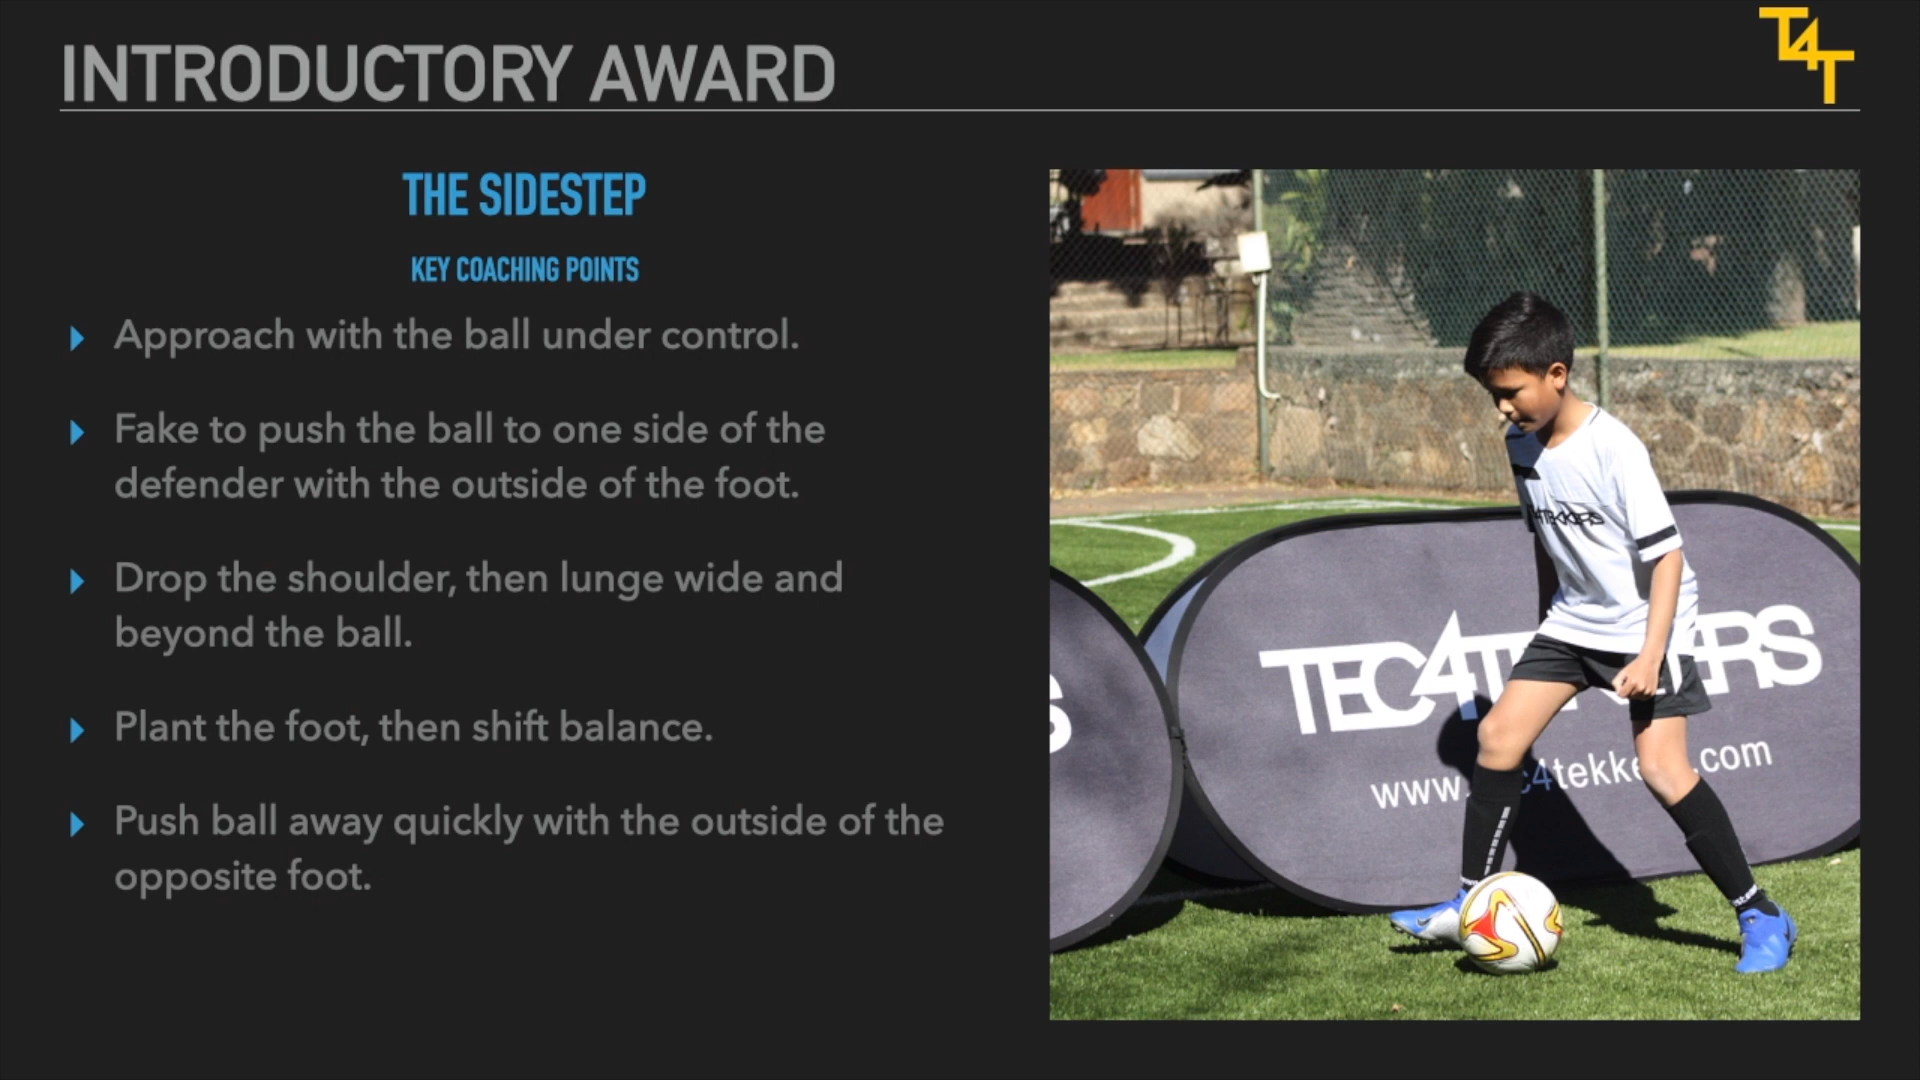 INTRODUCTORY AWARD
T4T
THE SIDESTEP
KEY COACHING POINTS
Approach with the ball under control.
Fake to push the ball to one side of the
defender with the outside of the foot.
Drop the shoulder, then lunge wide and
beyond the ball.
Plant the foot, then shift balance.
Push ball away quickly with the outside of the
opposite foot.